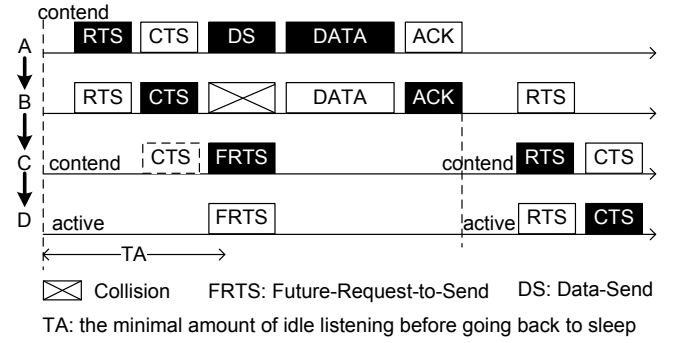 contend
A RTS CTS DS DATA ACK
B RTS CTS DATA ACK RTS
C contend CTS FRTS contend RTS CTS
D active FRTS active RTS CTS
TA
Collision FRTS: Future-Request-to-Send DS: Data-Send
TA: the minimal amount of idle listening before going back to sleep